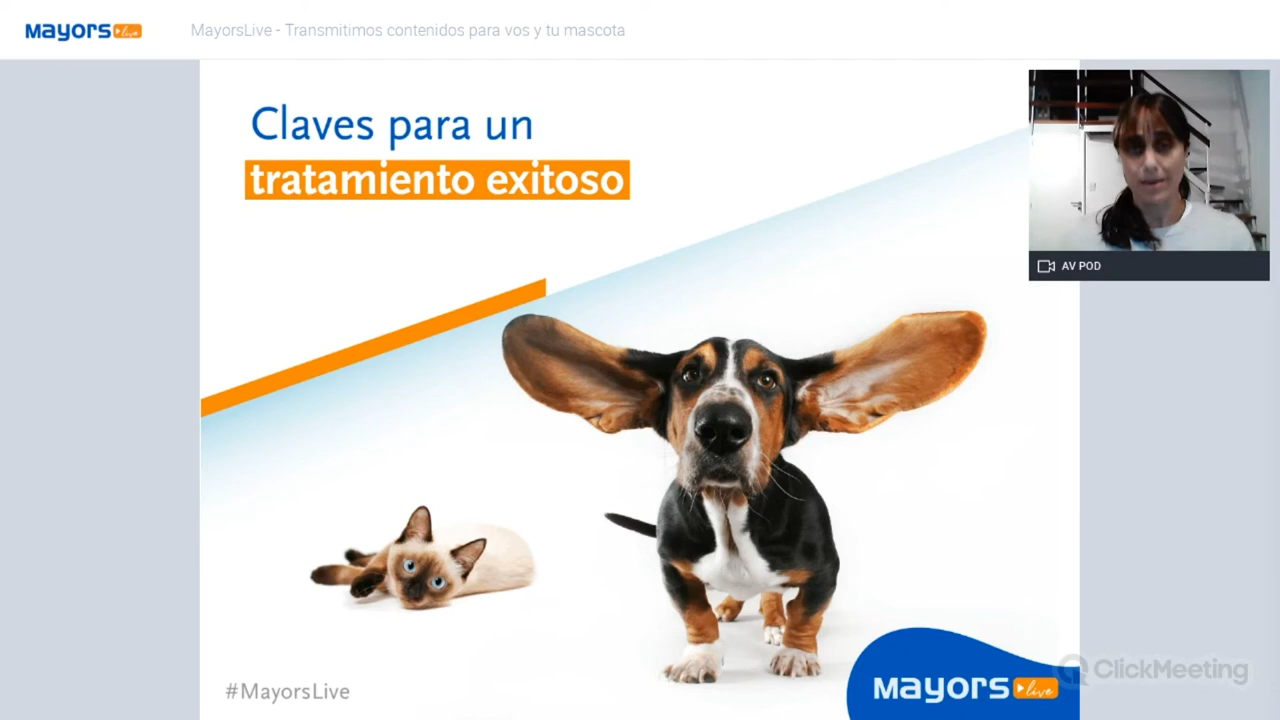 MAYORS live
MayorsLive - Transmitimos contenidos para vos y tu mascota
Claves para un
tratamiento exitoso
AV POD
#MayorsLive
MAYORS live
ClickMeeting